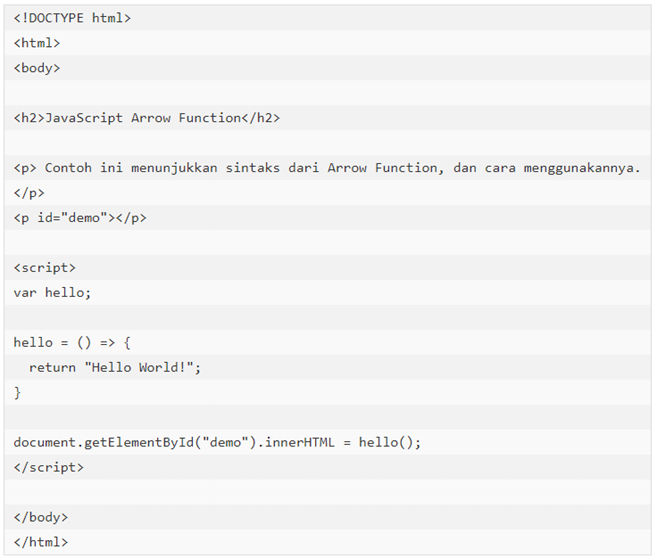 <!DOCTYPE html>
<html>
<body>

<h2>JavaScript Arrow Function</h2>

<p> Contoh ini menunjukkan sintaks dari Arrow Function, dan cara menggunakannya.
</p>
<p id="demo"></p>

<script>
var hello;

hello = () => {
  return "Hello World!";
}

document.getElementById("demo").innerHTML = hello();
</script>

</body>
</html>